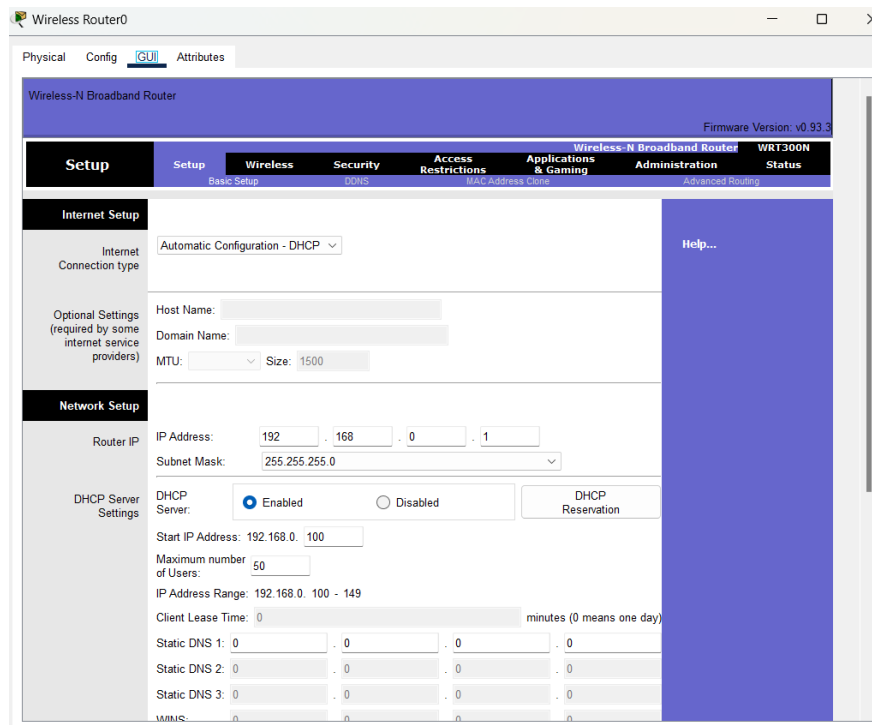 Wireless Router0
Physical Config GUI Attributes
Wireless-N Broadband Router
Firmware Version: v0.93.3
Wireless-N Broadband Router WRT300N
Setup
Setup Wireless Security Access Restrictions Applications & Gaming Administration Status
Basic Setup DDNS MAC Address Clone Advanced Routing
Internet Setup
Internet Connection type
Automatic Configuration - DHCP
Help...
Optional Settings (required by some internet service providers)
Host Name:
Domain Name:
MTU: Size: 1500
Network Setup
Router IP
IP Address: 192 . 168 . 0 . 1
Subnet Mask: 255.255.255.0
DHCP Server Settings
DHCP Server: Enabled Disabled DHCP Reservation
Start IP Address: 192.168.0. 100
Maximum number of Users: 50
IP Address Range: 192.168.0. 100 - 149
Client Lease Time: 0 minutes (0 means one day)
Static DNS 1: 0 . 0 . 0 . 0
Static DNS 2: 0 . 0 . 0 . 0
Static DNS 3: 0 . 0 . 0 . 0
WINS: 0 . 0 . 0 . 0